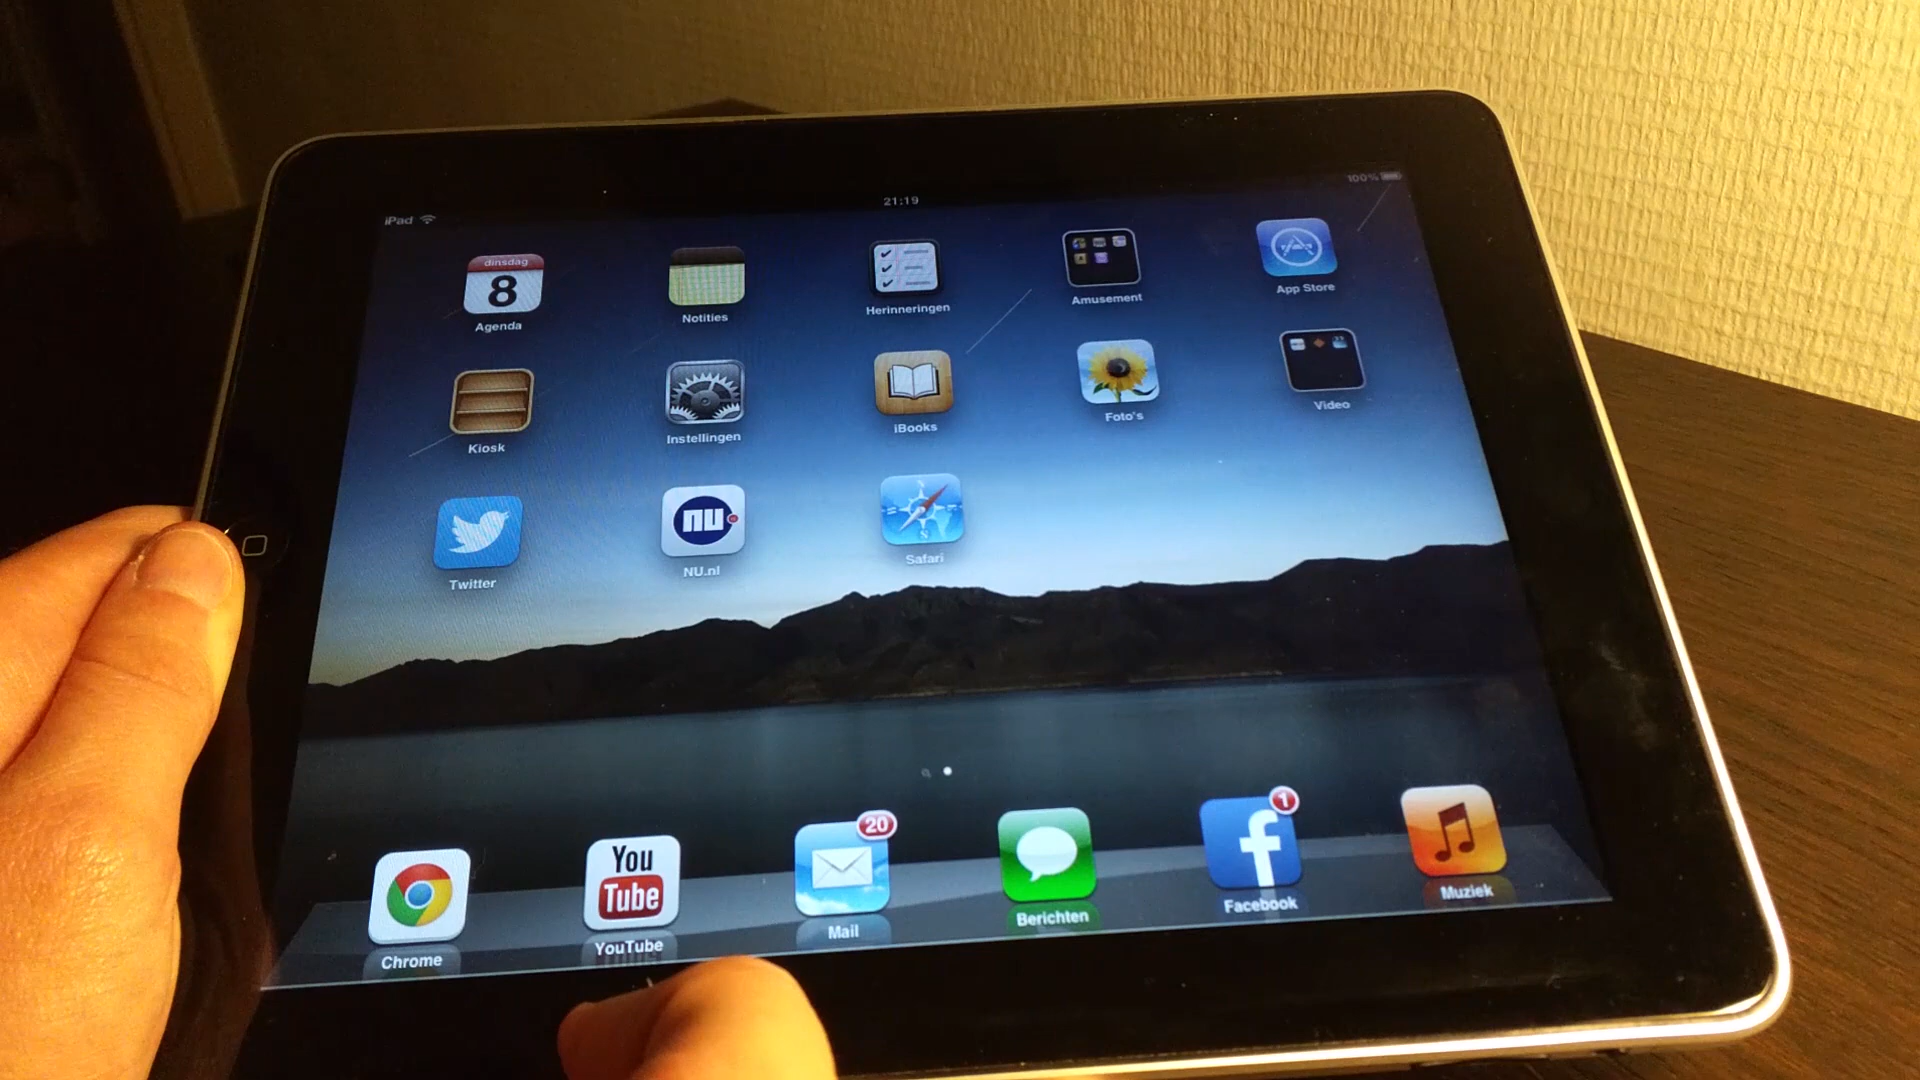 iPad
21:19
100%
dinsdag
8
Agenda
Notities
Herinneringen
Amusement
App Store
Kiosk
Instellingen
iBooks
Foto's
Video
Twitter
nu
NU.nl
N
S
Safari
Chrome
You
Tube
YouTube
20
Mail
Berichten
f
1
Facebook
Muziek